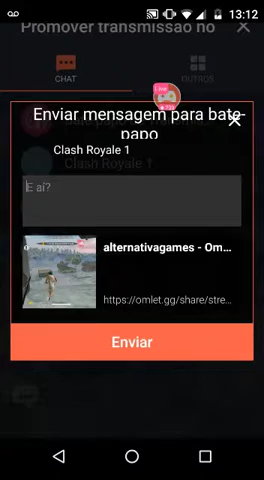 13:12
Promover transmissão no
CHAT
OUTROS
Live
Enviar mensagem para bate-
papo
Clash Royale 1
Clash Royale 1
E aí?
alternativagames - Om...
https://omlet.gg/share/stre...
Enviar